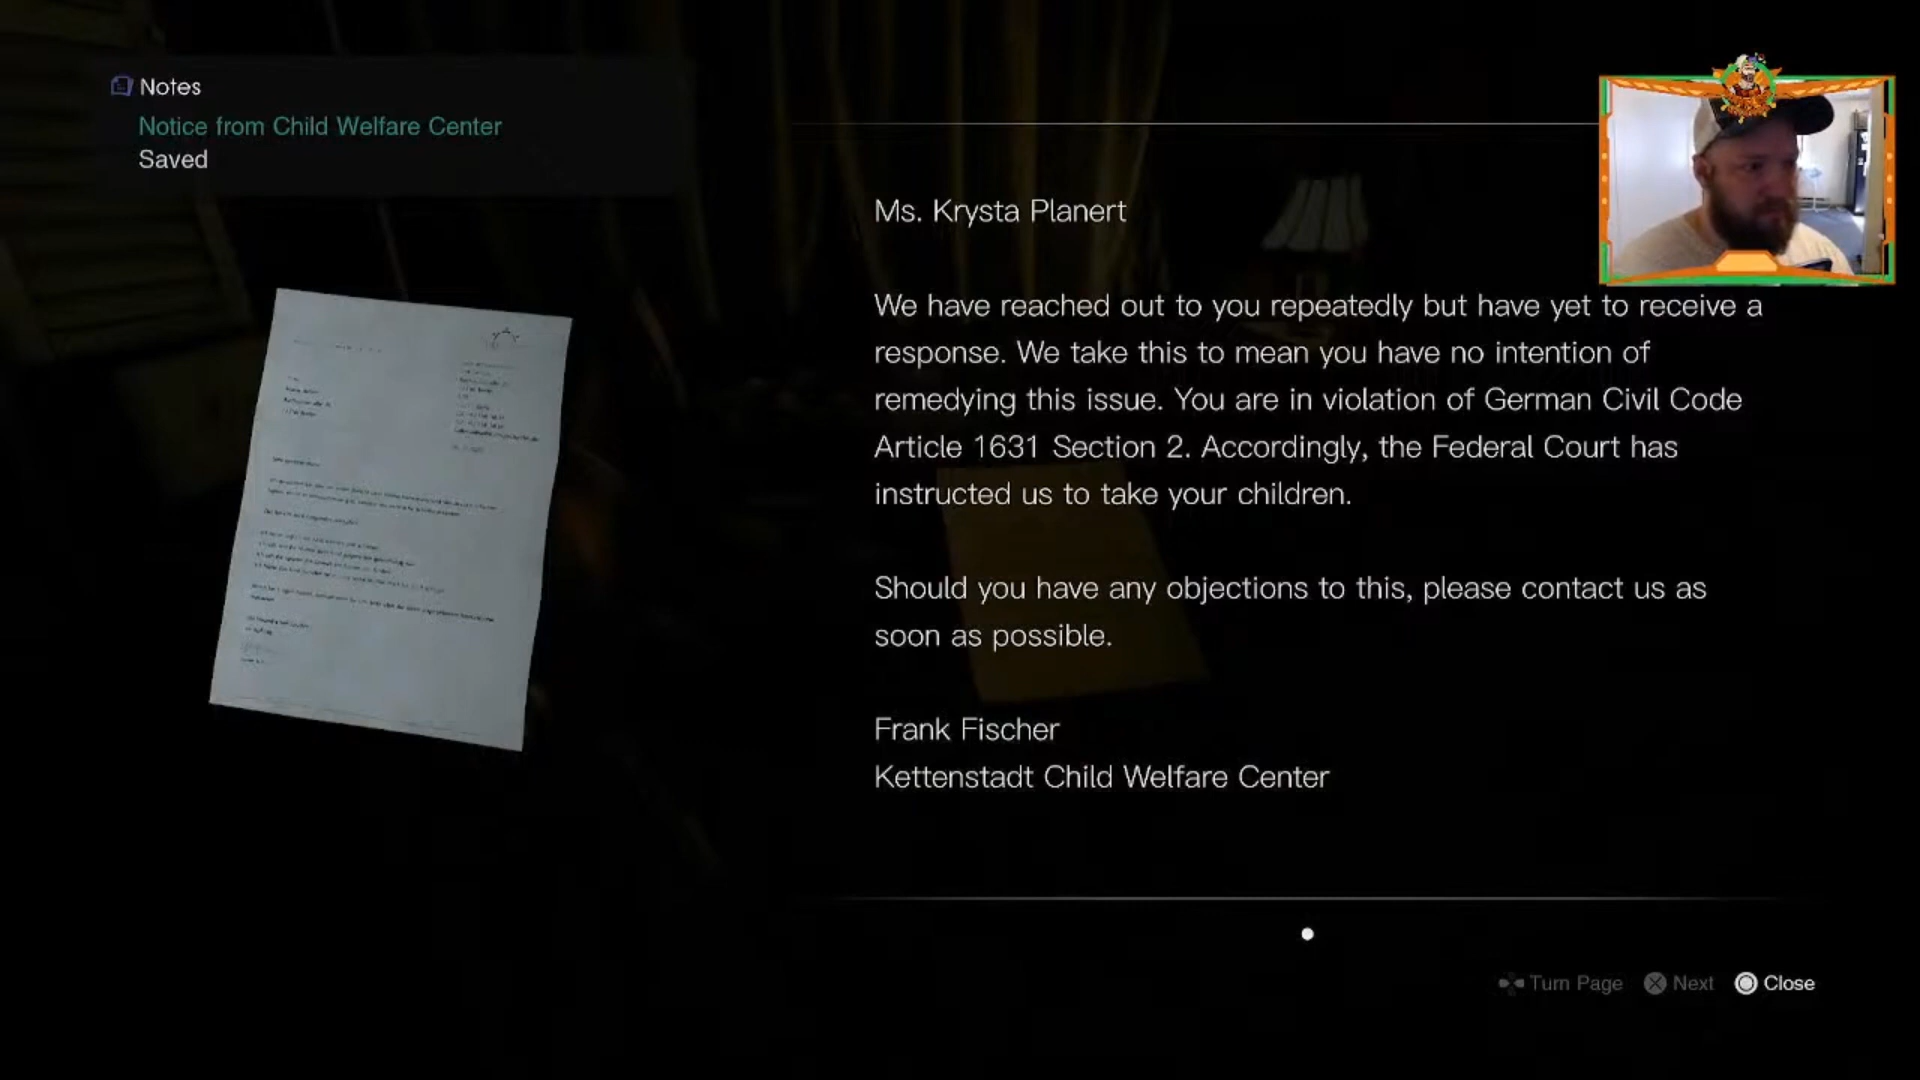 Notes
Notice from Child Welfare Center
Saved
Ms. Krysta Planert
We have reached out to you repeatedly but have yet to receive a
response. We take this to mean you have no intention of
remedying this issue. You are in violation of German Civil Code
Article 1631 Section 2. Accordingly, the Federal Court has
instructed us to take your children.
Should you have any objections to this, please contact us as
soon as possible.
Frank Fischer
Kettenstadt Child Welfare Center
Turn Page Next Close